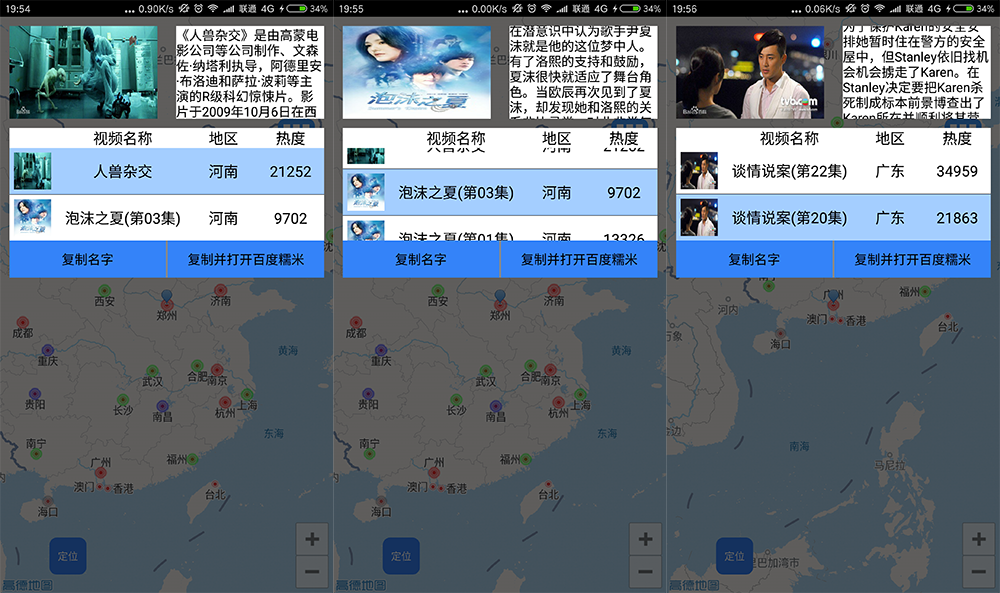 19:54
0.90K/s
联通 4G
34%
《人兽杂交》是由高蒙电
影公司等公司制作、文森
佐·纳塔利执导，阿德里安
·布洛迪和萨拉·波莉等主
演的R级科幻惊悚片。影
片于2009年10月6日在西
视频名称 地区 热度
人兽杂交 河南 21252
泡沫之夏(第03集) 河南 9702
复制名字 复制并打开百度糯米
西安
郑州
济南
成都
重庆
黄海
武汉
合肥
南京
贵阳
长沙
南昌
杭州
上海
东海
南宁
广州
福州
澳门
香港
台北
海口
定位
高德地图
19:55
0.00K/s
联通 4G
34%
在潜意识中认为歌手尹夏
沫就是他的这位梦中人。
有了洛熙的支持和鼓励，
夏沫很快就适应了舞台角
色。当欧辰再次见到了夏
沫，却发现她和洛熙的关
泡沫之夏
视频名称 地区 热度
人兽杂交 河南 21252
泡沫之夏(第03集) 河南 9702
泡沫之夏(第01集) 河南 13326
复制名字 复制并打开百度糯米
西安
郑州
济南
成都
重庆
黄海
武汉
合肥
南京
贵阳
长沙
南昌
杭州
上海
东海
南宁
广州
福州
澳门
香港
台北
海口
定位
高德地图
19:56
0.06K/s
联通 4G
34%
tvb.com
为了保护Karen的安全安
排她暂时住在警方的安全
屋中，但Stanley依旧找机
会机会掳走了Karen。在
Stanley决定要把Karen杀
死制成标本前景博查出了
Karen所在并顺利将其营
视频名称 地区 热度
谈情说案(第22集) 广东 34959
谈情说案(第20集) 广东 21863
复制名字 复制并打开百度糯米
河内
广州
福州
澳门
香港
台北
海口
万象
南海
马尼拉
定位
里巴加湾市
高德地图